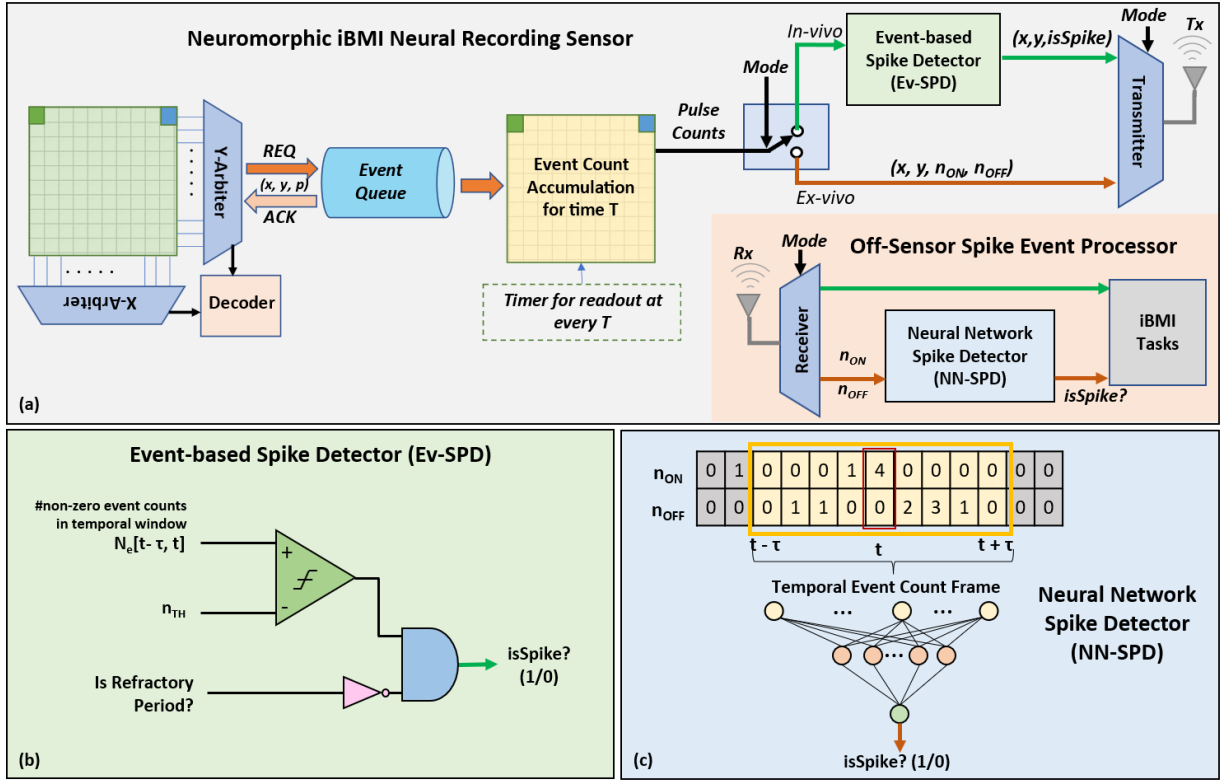 Neuromorphic iBMI Neural Recording Sensor
Y-Arbiter
X-Arbiter
Decoder
REQ
(x, y, p)
ACK
Event
Queue
Event Count
Accumulation
for time T
Timer for readout at
every T
Pulse
Counts
Mode
In-vivo
Ex-vivo
Event-based
Spike Detector
(Ev-SPD)
(x,y,isSpike)
(x, y, nON, nOFF)
Mode
Transmitter
Tx
Off-Sensor Spike Event Processor
Rx
Mode
Receiver
nON
nOFF
Neural Network
Spike Detector
(NN-SPD)
isSpike?
iBMI
Tasks
(a)
Event-based Spike Detector (Ev-SPD)
#non-zero event counts
in temporal window
Ne[t- τ, t]
+
nTH
-
Is Refractory
Period?
isSpike?
(1/0)
(b)
nON 0 1 0 0 0 1 4 0 0 0 0 0 0
nOFF 0 0 0 1 1 0 0 2 3 1 0 0 0
t - τ t t + τ
Temporal Event Count Frame
... ...
...
Neural Network
Spike Detector
(NN-SPD)
isSpike? (1/0)
(c)